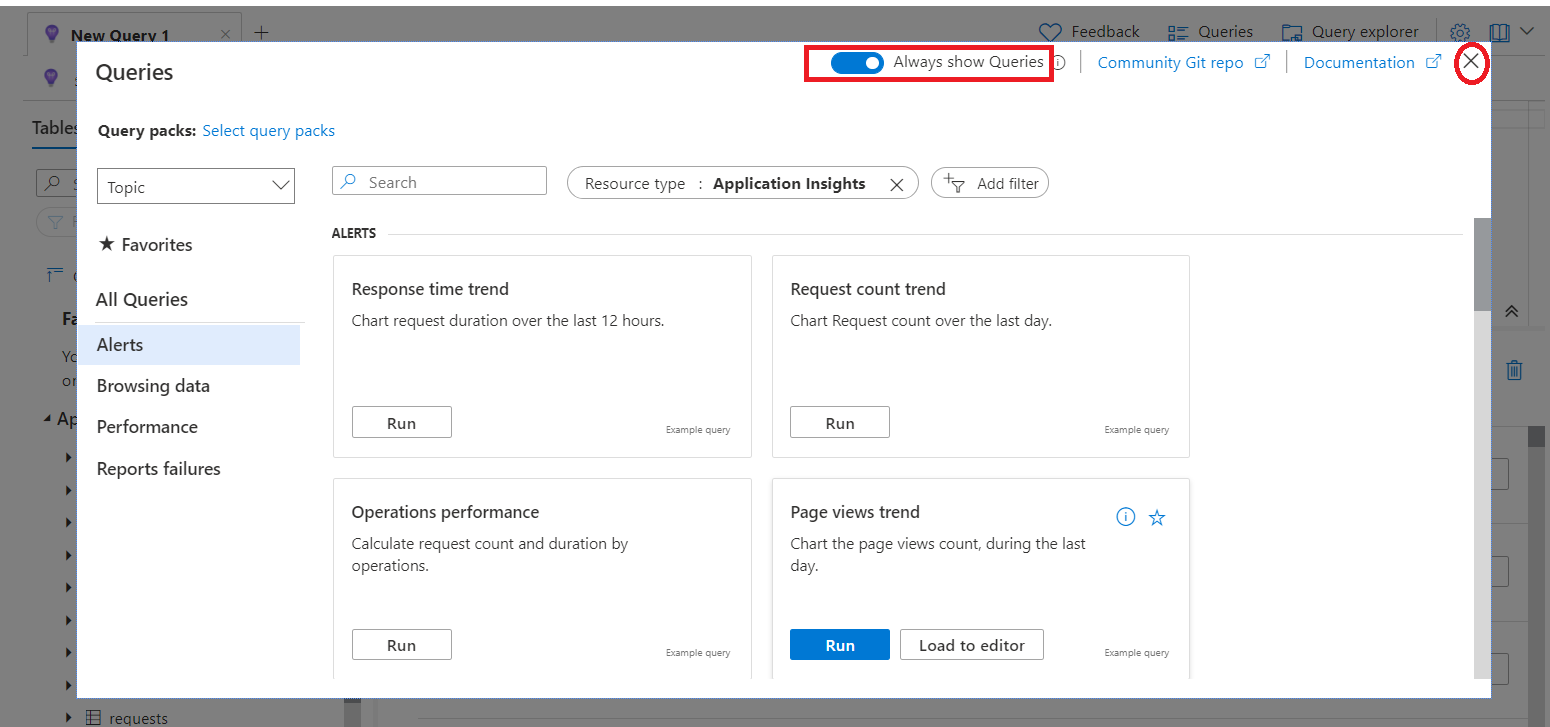 New Query 1
Feedback
Queries
Query explorer
Queries
Always show Queries
Community Git repo
Documentation
Tables
Query packs: Select query packs
Topic
Search
Resource type : Application Insights
Add filter
Favorites
ALERTS
All Queries
Response time trend
Request count trend
Chart request duration over the last 12 hours.
Chart Request count over the last day.
Alerts
Browsing data
Performance
Run
Example query
Run
Example query
Reports failures
Operations performance
Page views trend
Calculate request count and duration by
operations.
Chart the page views count, during the last
day.
Run
Example query
Run
Load to editor
Example query
requests